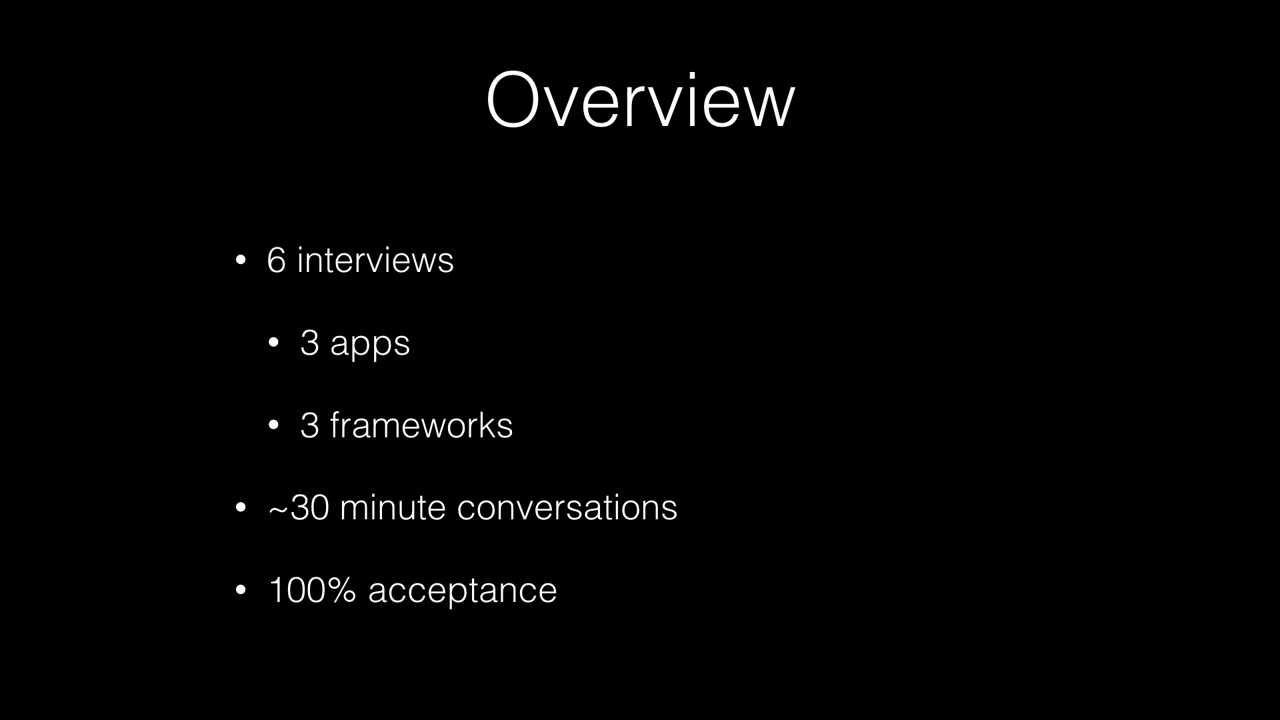 Overview
• 6 interviews
• 3 apps
• 3 frameworks
• ~30 minute conversations
• 100% acceptance